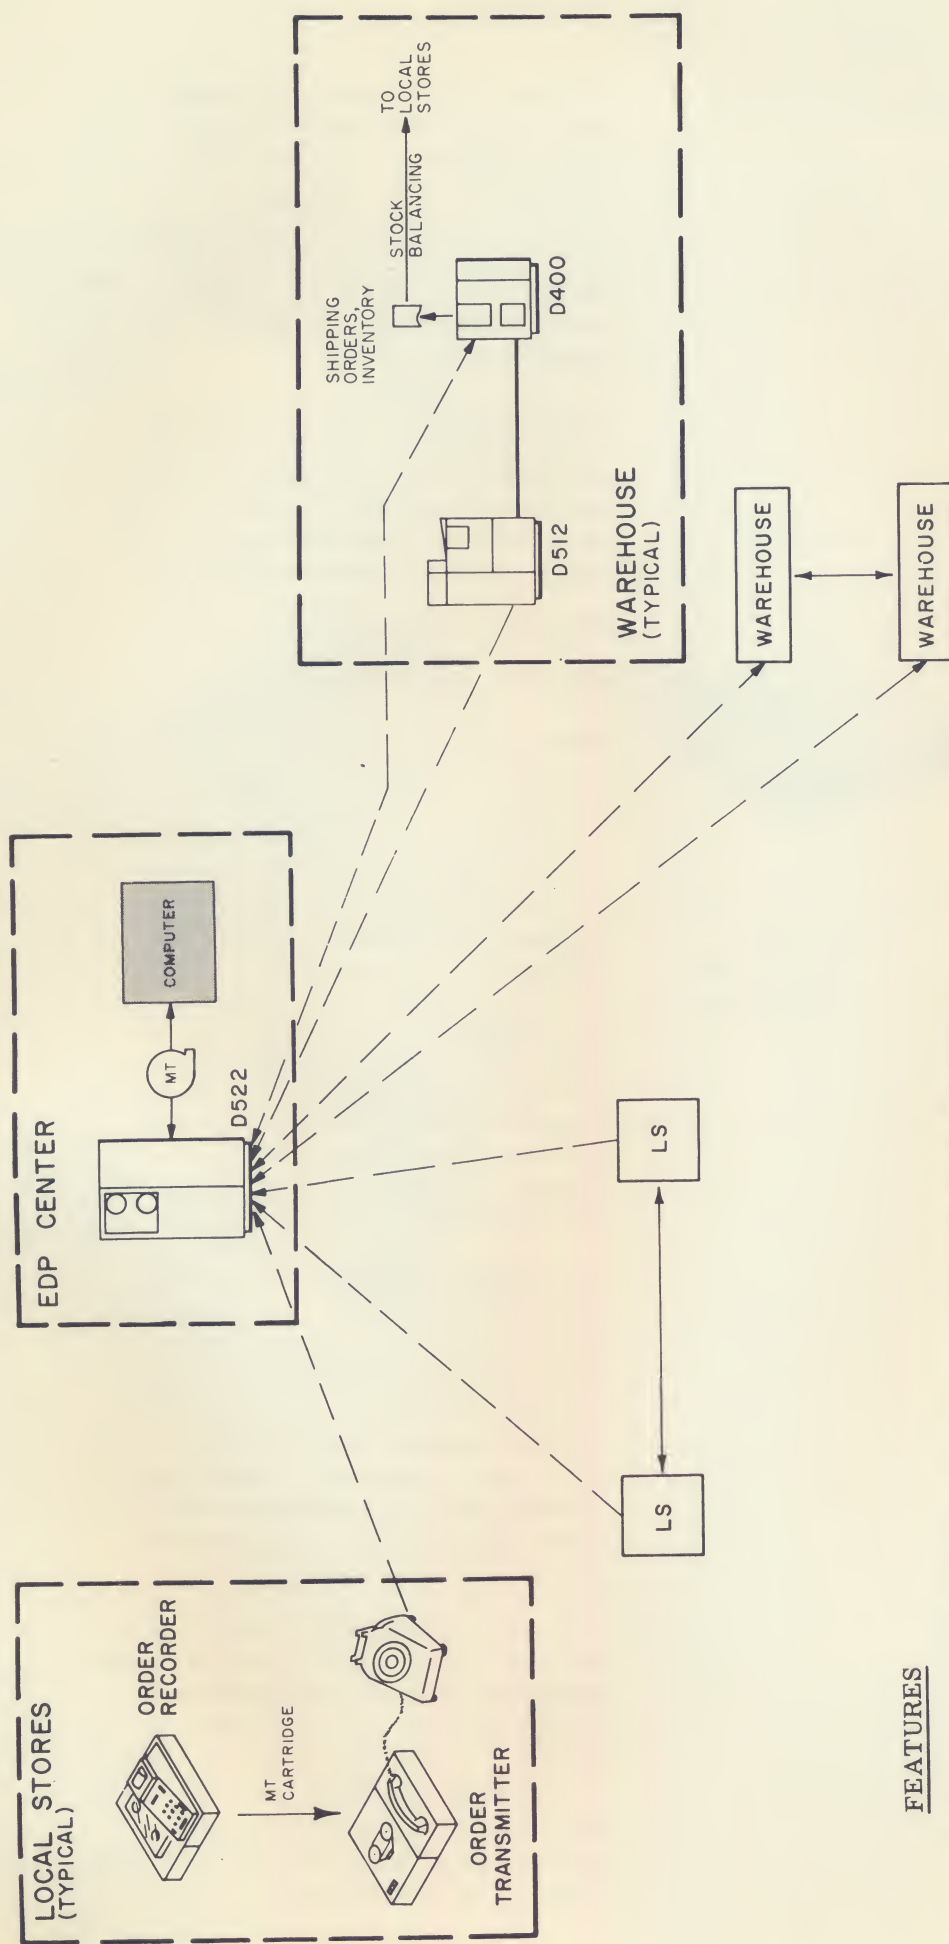 LOCAL STORES
(TYPICAL)
ORDER
RECORDER
MT
CARTRIDGE
ORDER
TRANSMITTER
EDP CENTER
D522
MT
COMPUTER
LS
LS
SHIPPING
ORDERS,
INVENTORY
STOCK
BALANCING
TO
LOCAL
STORES
D512
D400
WAREHOUSE
(TYPICAL)
WAREHOUSE
WAREHOUSE
FEATURES